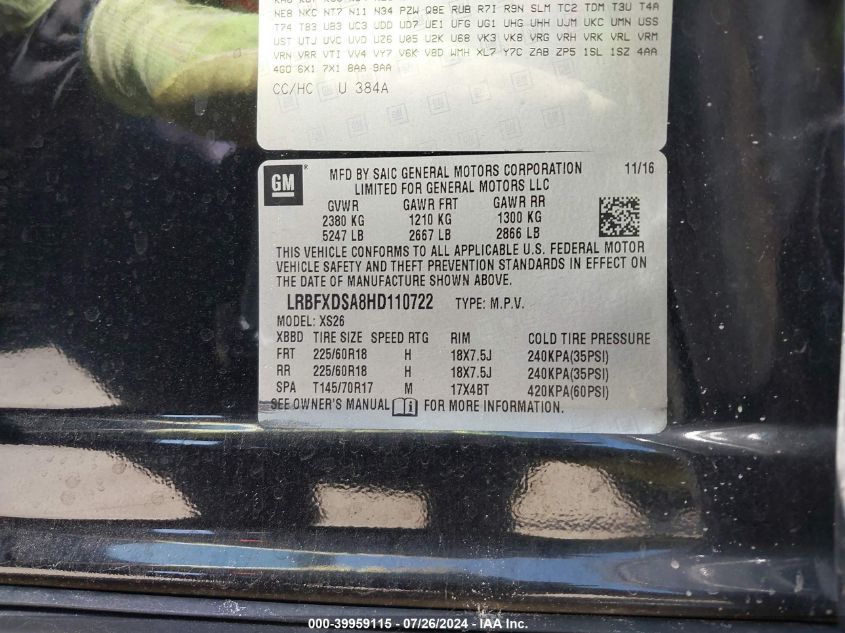 NE8 NKC NT7 N11 N34 PZW Q8E RUB R7I R9N SLM TC2 TDM T3U T4A
T74 T83 UB3 UC3 UDD UD7 UE1 UFG UG1 UHG UHH UJM UKC UMN USS
UST UTJ UVC UVD UZ6 U05 U2K U68 VK3 VK8 VRG VRH VRK VRL VRM
VRN VRR VTI VV4 VY7 V6K V8D WMH XL7 Y7C ZAB ZP5 1SL 1SZ 4AA
4GO 6X1 7X1 8AA 9AA
CC/HC U 384A
GM
MFD BY SAIC GENERAL MOTORS CORPORATION 11/16
LIMITED FOR GENERAL MOTORS LLC
GVWR GAWR FRT GAWR RR
2380 KG 1210 KG 1300 KG
5247 LB 2667 LB 2866 LB
THIS VEHICLE CONFORMS TO ALL APPLICABLE U.S. FEDERAL MOTOR
VEHICLE SAFETY AND THEFT PREVENTION STANDARDS IN EFFECT ON
THE DATE OF MANUFACTURE SHOWN ABOVE.
LRBFXDSA8HD110722 TYPE: M.P.V.
MODEL: XS26
XBBD TIRE SIZE SPEED RTG RIM COLD TIRE PRESSURE
FRT 225/60R18 H 18X7.5J 240KPA(35PSI)
RR 225/60R18 H 18X7.5J 240KPA(35PSI)
SPA T145/70R17 M 17X4BT 420KPA(60PSI)
SEE OWNER'S MANUAL FOR MORE INFORMATION.
000-39959115 - 07/26/2024 - IAA Inc.